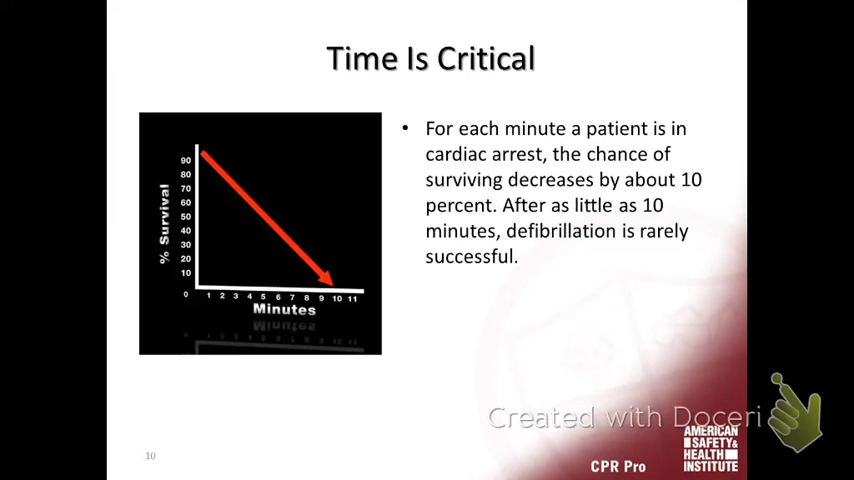 Time Is Critical
• For each minute a patient is in
cardiac arrest, the chance of
surviving decreases by about 10
percent. After as little as 10
minutes, defibrillation is rarely
successful.
% Survival
90
80
70
60
50
40
30
20
10
0
1 2 3 4 5 6 7 8 9 10 11
Minutes
Created with Doceri
10
CPR Pro
AMERICAN
SAFETY&
HEALTH
INSTITUTE